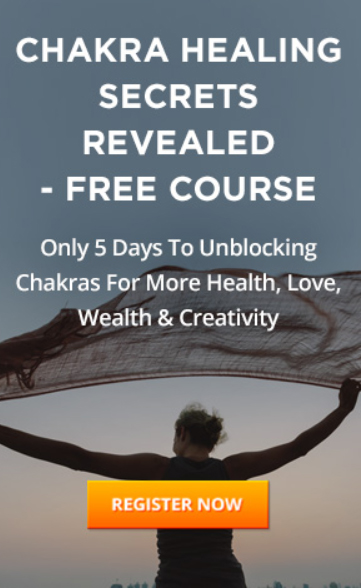 CHAKRA HEALING
SECRETS
REVEALED
- FREE COURSE
Only 5 Days To Unblocking
Chakras For More Health, Love,
Wealth & Creativity
REGISTER NOW